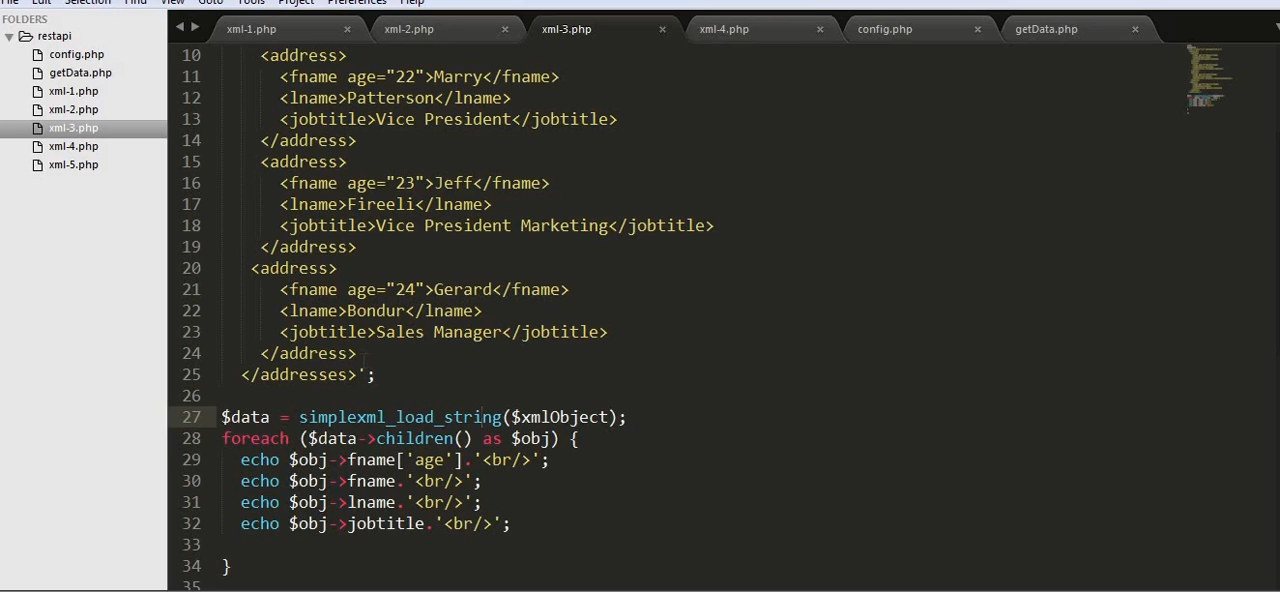 File Edit Selection Find View Goto Tools Project Preferences Help
FOLDERS
restapi
config.php
getData.php
xml-1.php
xml-2.php
xml-3.php
xml-4.php
xml-5.php
xml-1.php × xml-2.php × xml-3.php × xml-4.php × config.php × getData.php ×
10 <address>
11 <fname age="22">Marry</fname>
12 <lname>Patterson</lname>
13 <jobtitle>Vice President</jobtitle>
14 </address>
15 <address>
16 <fname age="23">Jeff</fname>
17 <lname>Fireeli</lname>
18 <jobtitle>Vice President Marketing</jobtitle>
19 </address>
20 <address>
21 <fname age="24">Gerard</fname>
22 <lname>Bondur</lname>
23 <jobtitle>Sales Manager</jobtitle>
24 </address>
25 </addresses>';
26
27 $data = simplexml_load_string($xmlObject);
28 foreach ($data->children() as $obj) {
29 echo $obj->fname['age'].'<br/>';
30 echo $obj->fname.'<br/>';
31 echo $obj->lname.'<br/>';
32 echo $obj->jobtitle.'<br/>';
33
34 }
35